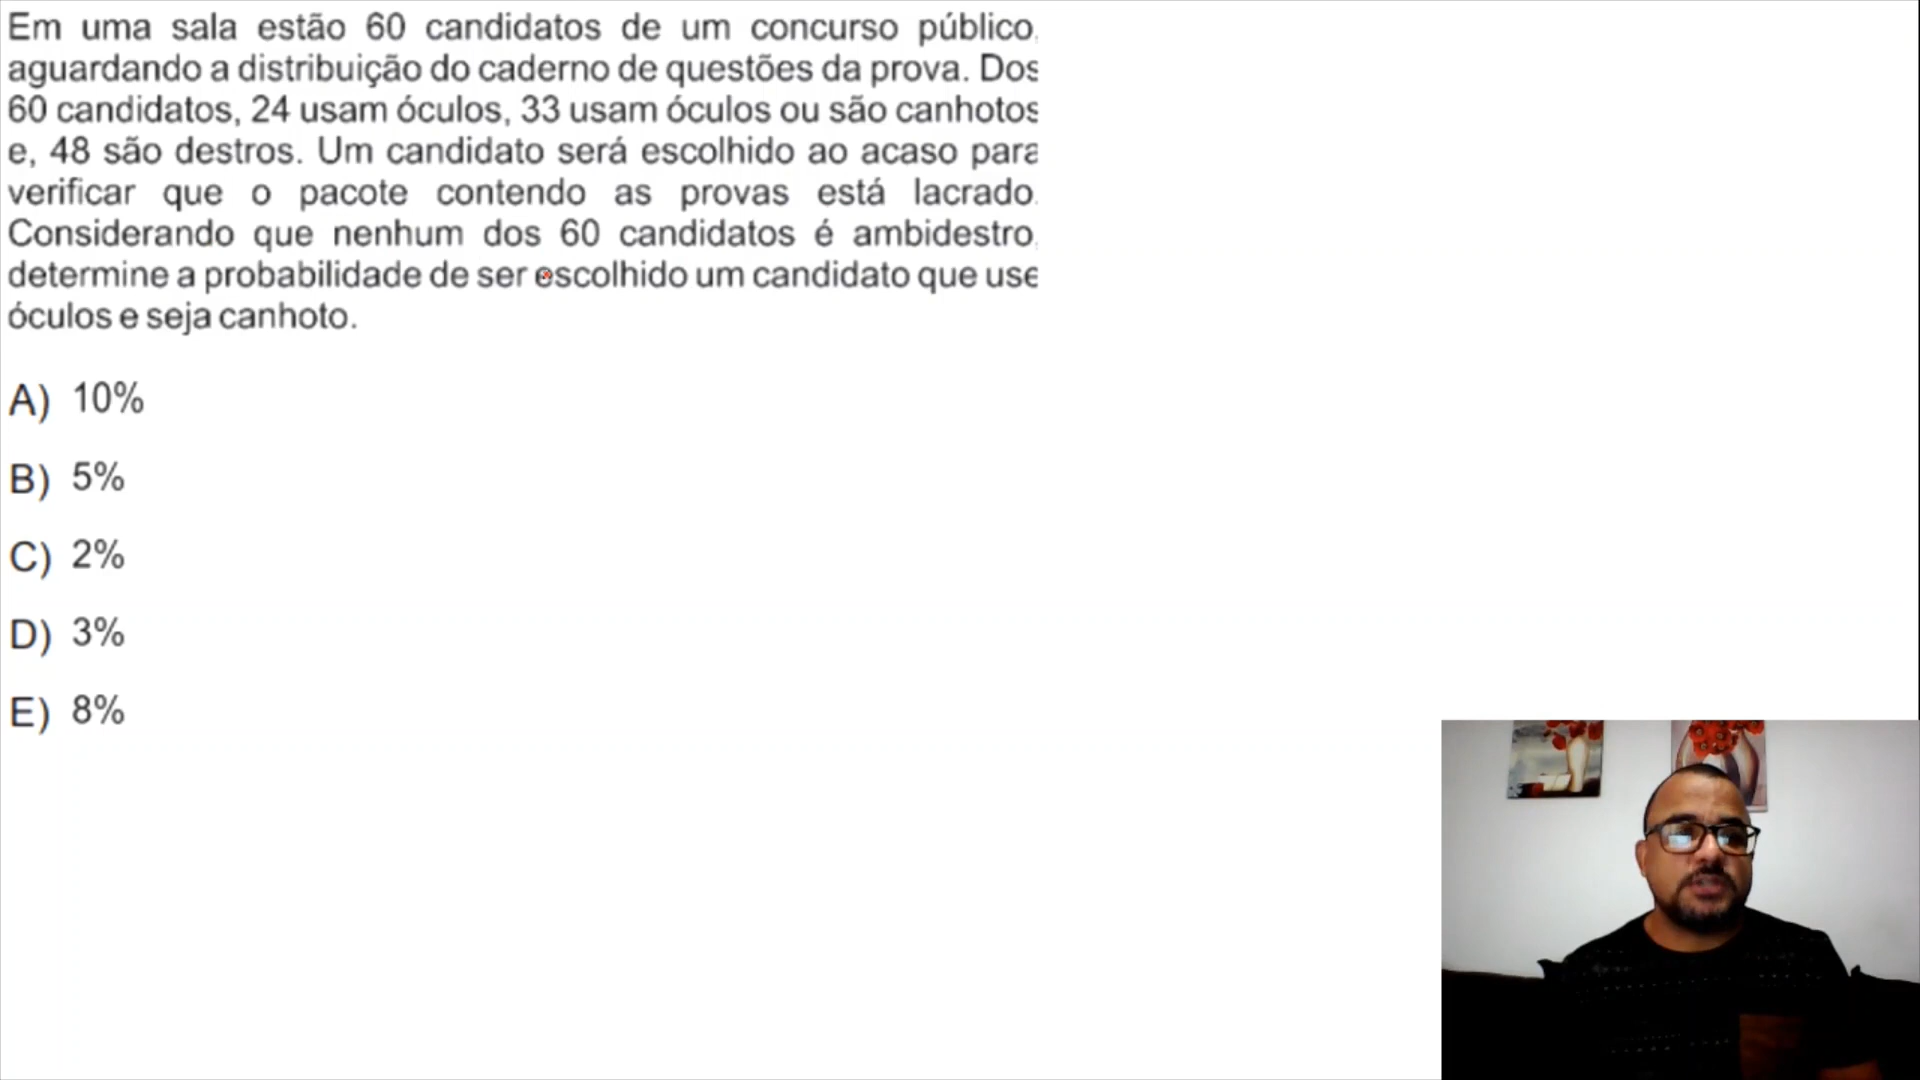 Em uma sala estão 60 candidatos de um concurso público,
aguardando a distribuição do caderno de questões da prova. Dos
60 candidatos, 24 usam óculos, 33 usam óculos ou são canhotos
e, 48 são destros. Um candidato será escolhido ao acaso para
verificar que o pacote contendo as provas está lacrado.
Considerando que nenhum dos 60 candidatos é ambidestro,
determine a probabilidade de ser escolhido um candidato que use
óculos e seja canhoto.
A) 10%
B) 5%
C) 2%
D) 3%
E) 8%